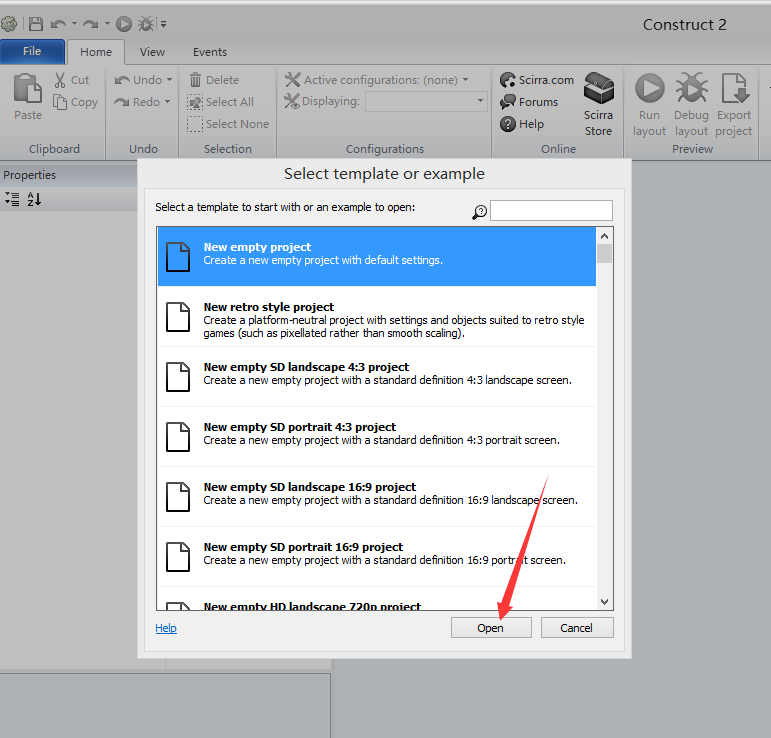 Construct 2
File Home View Events
Paste
Cut
Copy
Clipboard
Undo
Redo
Undo
Delete
Select All
Select None
Selection
Active configurations: (none)
Displaying:
Configurations
Scirra.com
Forums
Help
Scirra
Store
Online
Run
layout
Debug
layout
Export
project
Preview
Properties
Select template or example
Select a template to start with or an example to open:
New empty project
Create a new empty project with default settings.
New retro style project
Create a platform-neutral project with settings and objects suited to retro style
games (such as pixellated rather than smooth scaling).
New empty SD landscape 4:3 project
Create a new empty project with a standard definition 4:3 landscape screen.
New empty SD portrait 4:3 project
Create a new empty project with a standard definition 4:3 portrait screen.
New empty SD landscape 16:9 project
Create a new empty project with a standard definition 16:9 landscape screen.
New empty SD portrait 16:9 project
Create a new empty project with a standard definition 16:9 portrait screen.
New empty HD landscape 720p project
Help
Open
Cancel